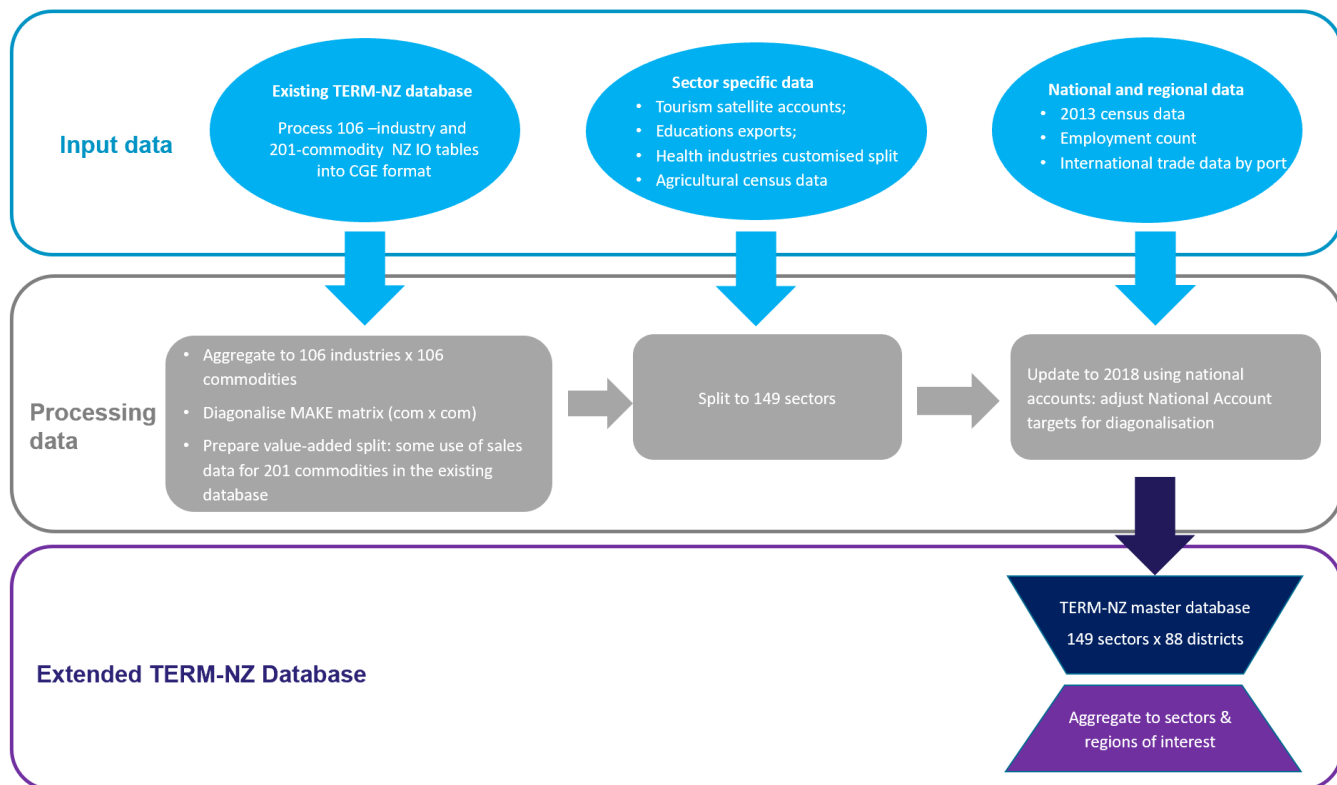 Input data
Existing TERM-NZ database
Process 106 –industry and
201-commodity NZ IO tables
into CGE format
Sector specific data
• Tourism satellite accounts;
• Educations exports;
• Health industries customised split
• Agricultural census data
National and regional data
• 2013 census data
• Employment count
• International trade data by port
Processing
data
• Aggregate to 106 industries x 106
commodities
• Diagonalise MAKE matrix (com x com)
• Prepare value-added split: some use of sales
data for 201 commodities in the existing
database
Split to 149 sectors
Update to 2018 using national
accounts: adjust National Account
targets for diagonalisation
Extended TERM-NZ Database
TERM-NZ master database
149 sectors x 88 districts
Aggregate to sectors &
regions of interest